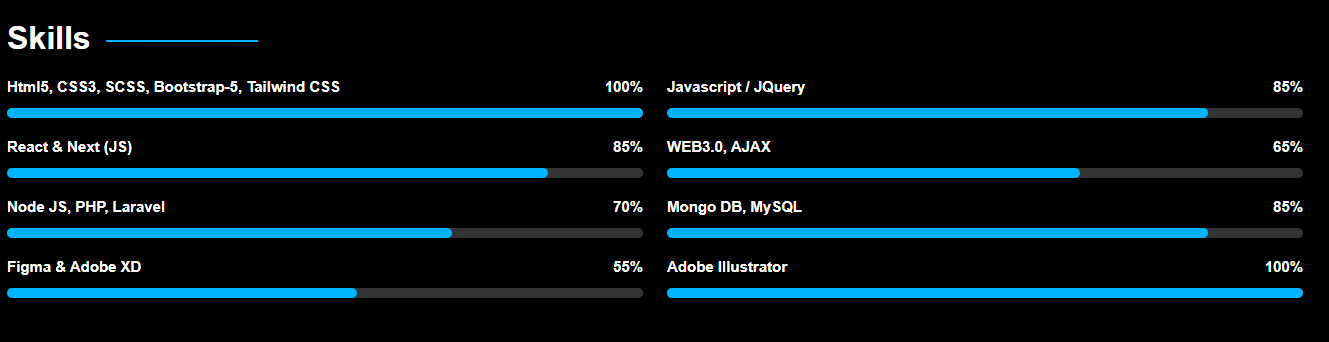 Skills
Html5, CSS3, SCSS, Bootstrap-5, Tailwind CSS 100%
Javascript / JQuery 85%
React & Next (JS) 85%
WEB3.0, AJAX 65%
Node JS, PHP, Laravel 70%
Mongo DB, MySQL 85%
Figma & Adobe XD 55%
Adobe Illustrator 100%